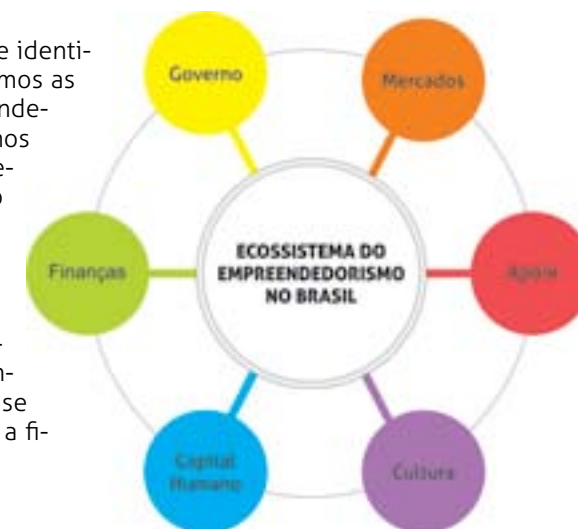 e identi-
mos as
nde-
nos
e-
o
-
n-
se
a fi-
Governo
Mercados
Finanças
ECOSSISTEMA DO
EMPREENDEDORISMO
NO BRASIL
Apoio
Capital
Humano
Cultura